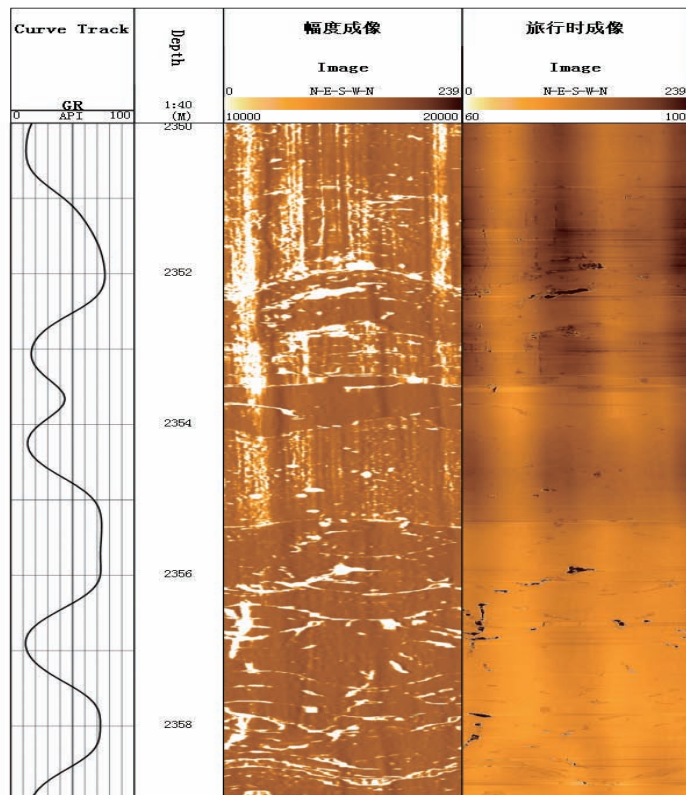 Curve Track
GR
0 API 100
Depth
1:40
(M)
幅度成像
Image
0 N-E-S-W-N 239
10000 20000
旅行时成像
Image
0 N-E-S-W-N 239
60 100
2350
2352
2354
2356
2358